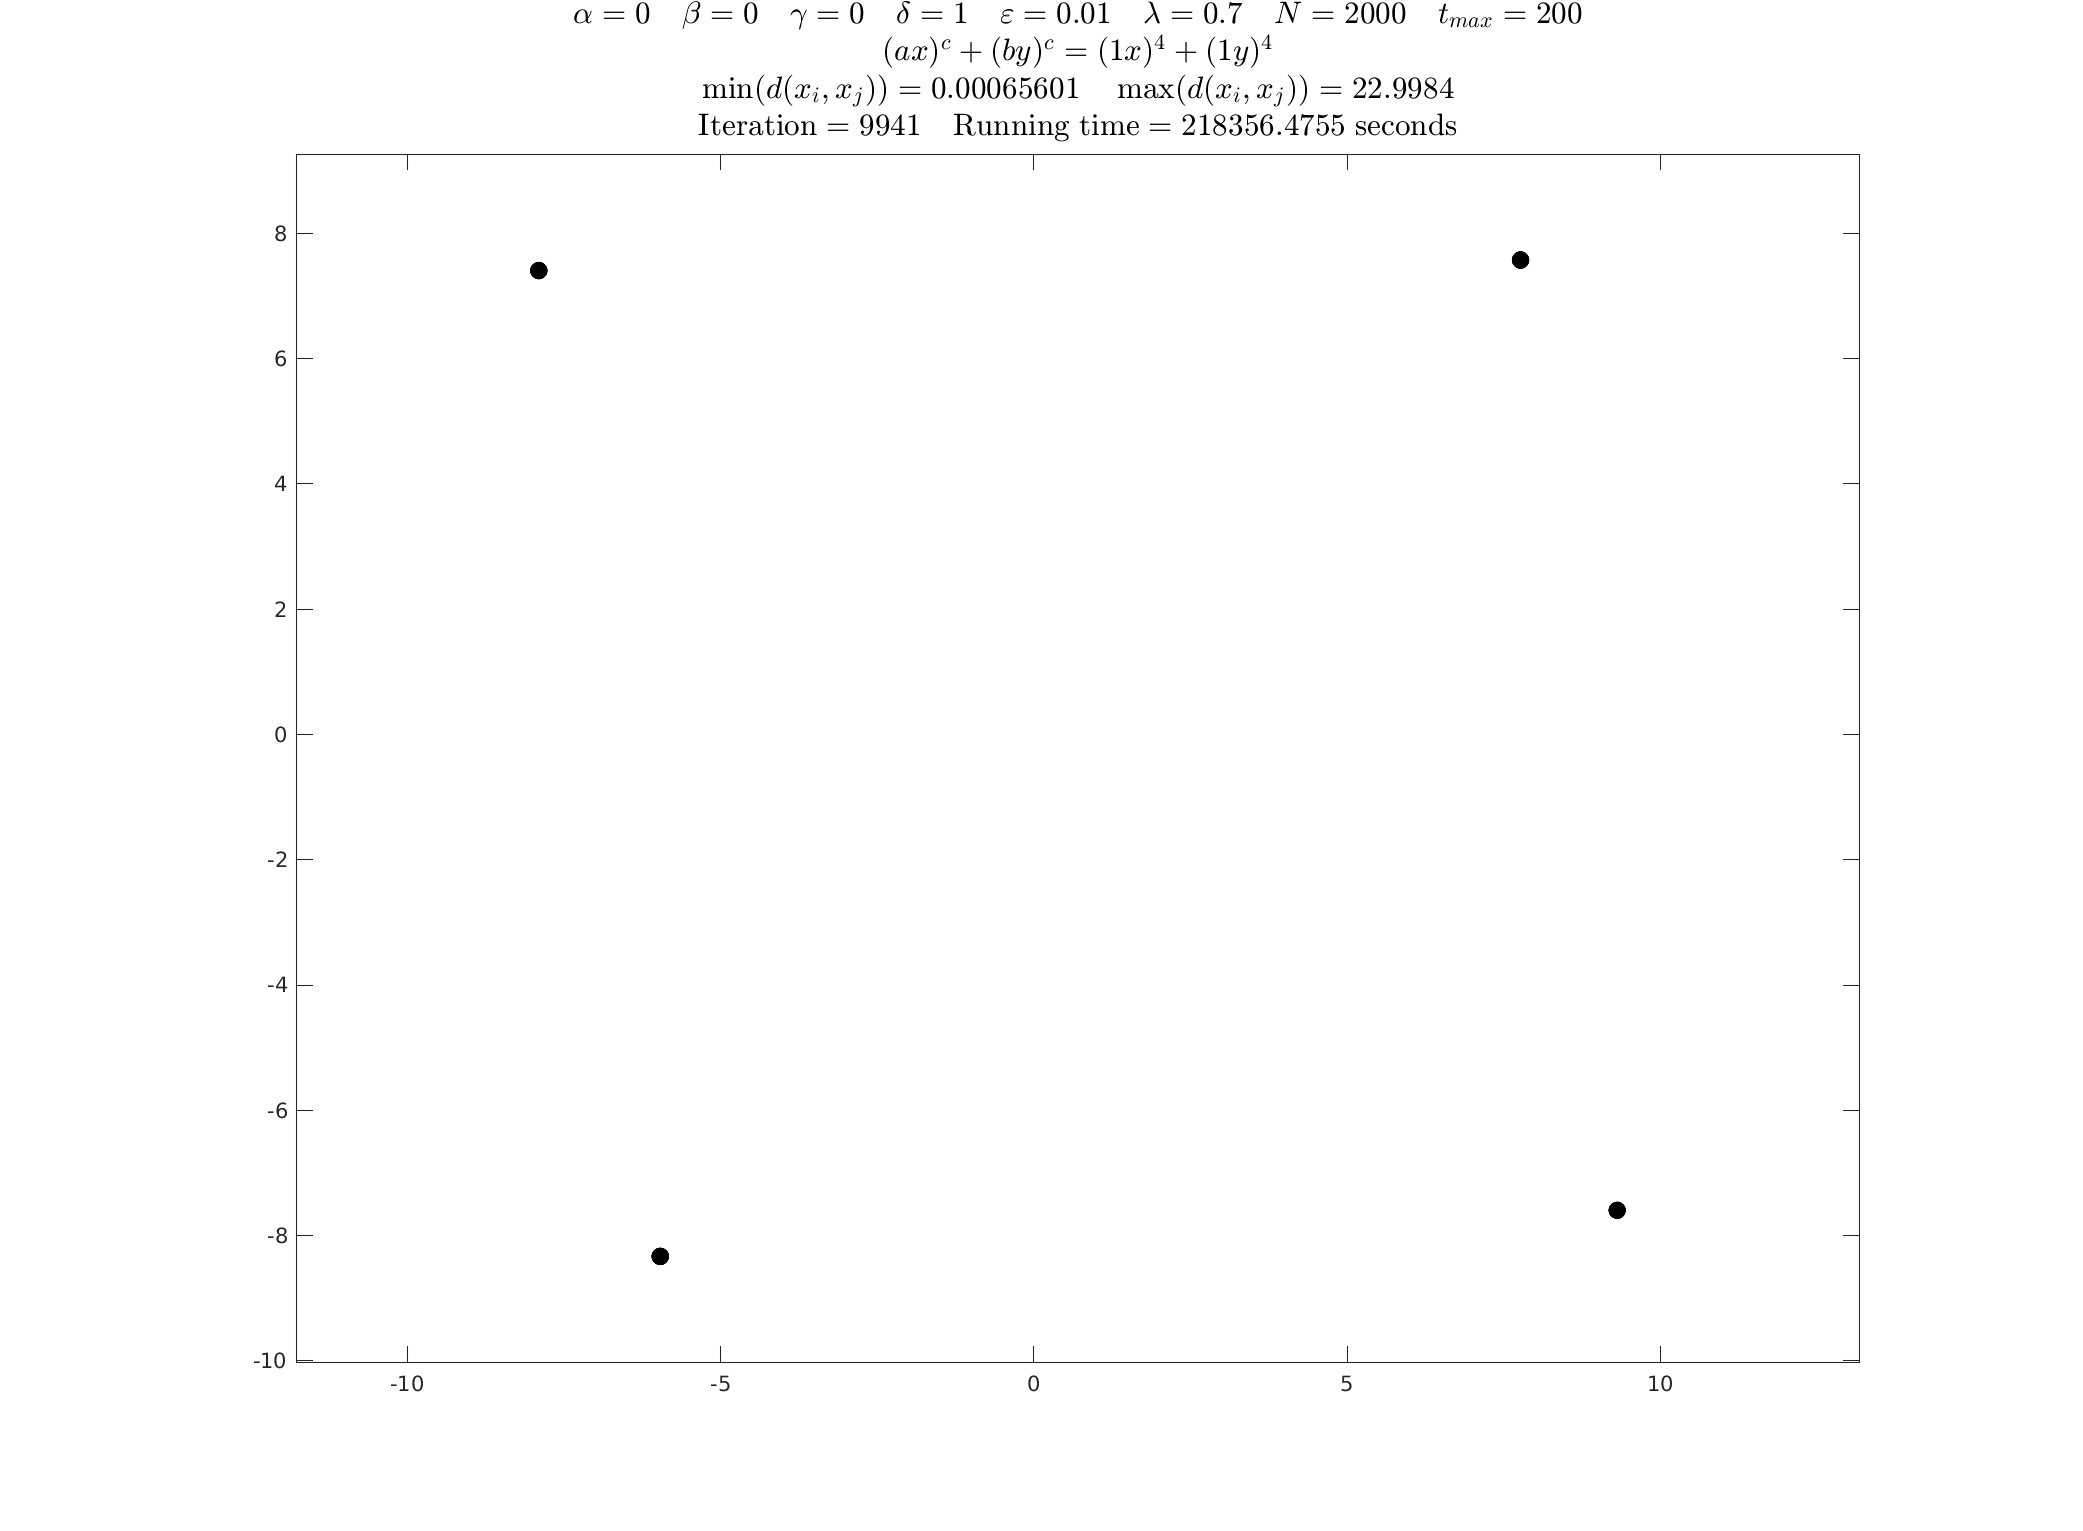 α = 0 β = 0 γ = 0 δ = 1 ε = 0.01 λ = 0.7 N = 2000 t_{max} = 200
(ax)^c + (by)^c = (1x)^4 + (1y)^4
min(d(x_i, x_j)) = 0.00065601 max(d(x_i, x_j)) = 22.9984
Iteration = 9941 Running time = 218356.4755 seconds
8
6
4
2
0
-2
-4
-6
-8
-10
-10 -5 0 5 10